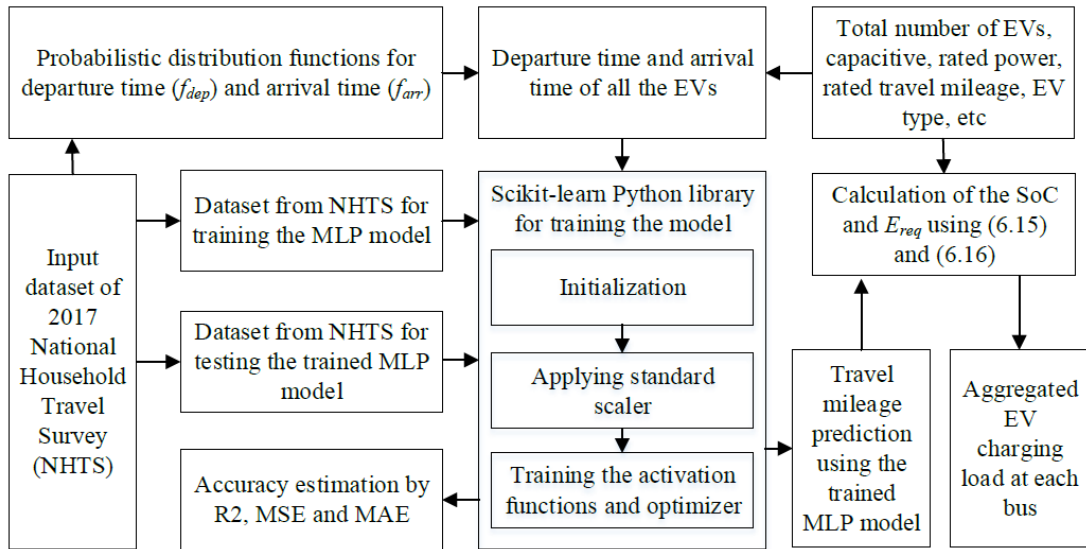 Probabilistic distribution functions for
departure time (fdep) and arrival time (farr)
Departure time and arrival
time of all the EVs
Total number of EVs,
capacitive, rated power,
rated travel mileage, EV
type, etc
Input
dataset of
2017
National
Household
Travel
Survey
(NHTS)
Dataset from NHTS for
training the MLP model
Dataset from NHTS for
testing the trained MLP
model
Accuracy estimation by
R2, MSE and MAE
Scikit-learn Python library
for training the model
Initialization
Applying standard
scaler
Training the activation
functions and optimizer
Calculation of the SoC
and Ereq using (6.15)
and (6.16)
Travel
mileage
prediction
using the
trained
MLP model
Aggregated
EV
charging
load at each
bus